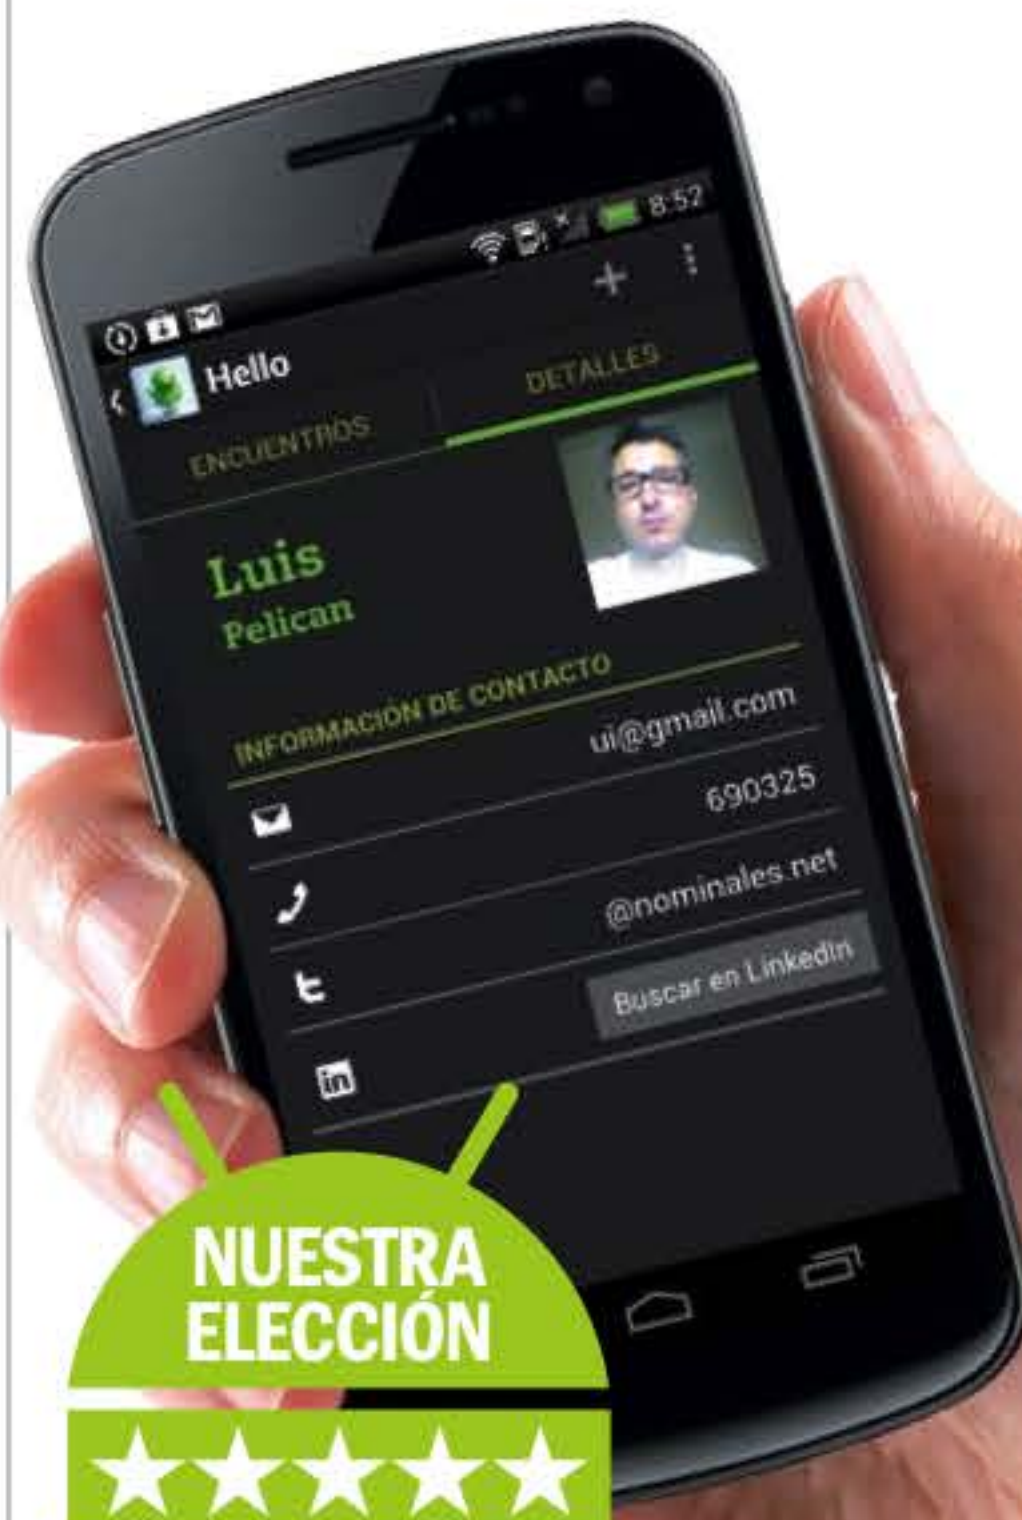 8:52
Hello
ENCUENTROS
DETALLES
Luis
Pelican
INFORMACIÓN DE CONTACTO
ui@gmail.com
690325
@nominales.net
in
Buscar en LinkedIn
NUESTRA
ELECCIÓN